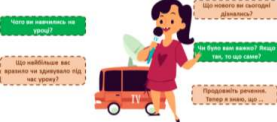 Чого ви навчились на
уроці?
Що нового ви сьогодні
дізнались?
Що найбільше вас
вразило чи здивувало під
час уроку?
Чи було вам важко? Якщо
так, то що саме?
Продовжіть речення.
Тепер я знаю, що ...
TV